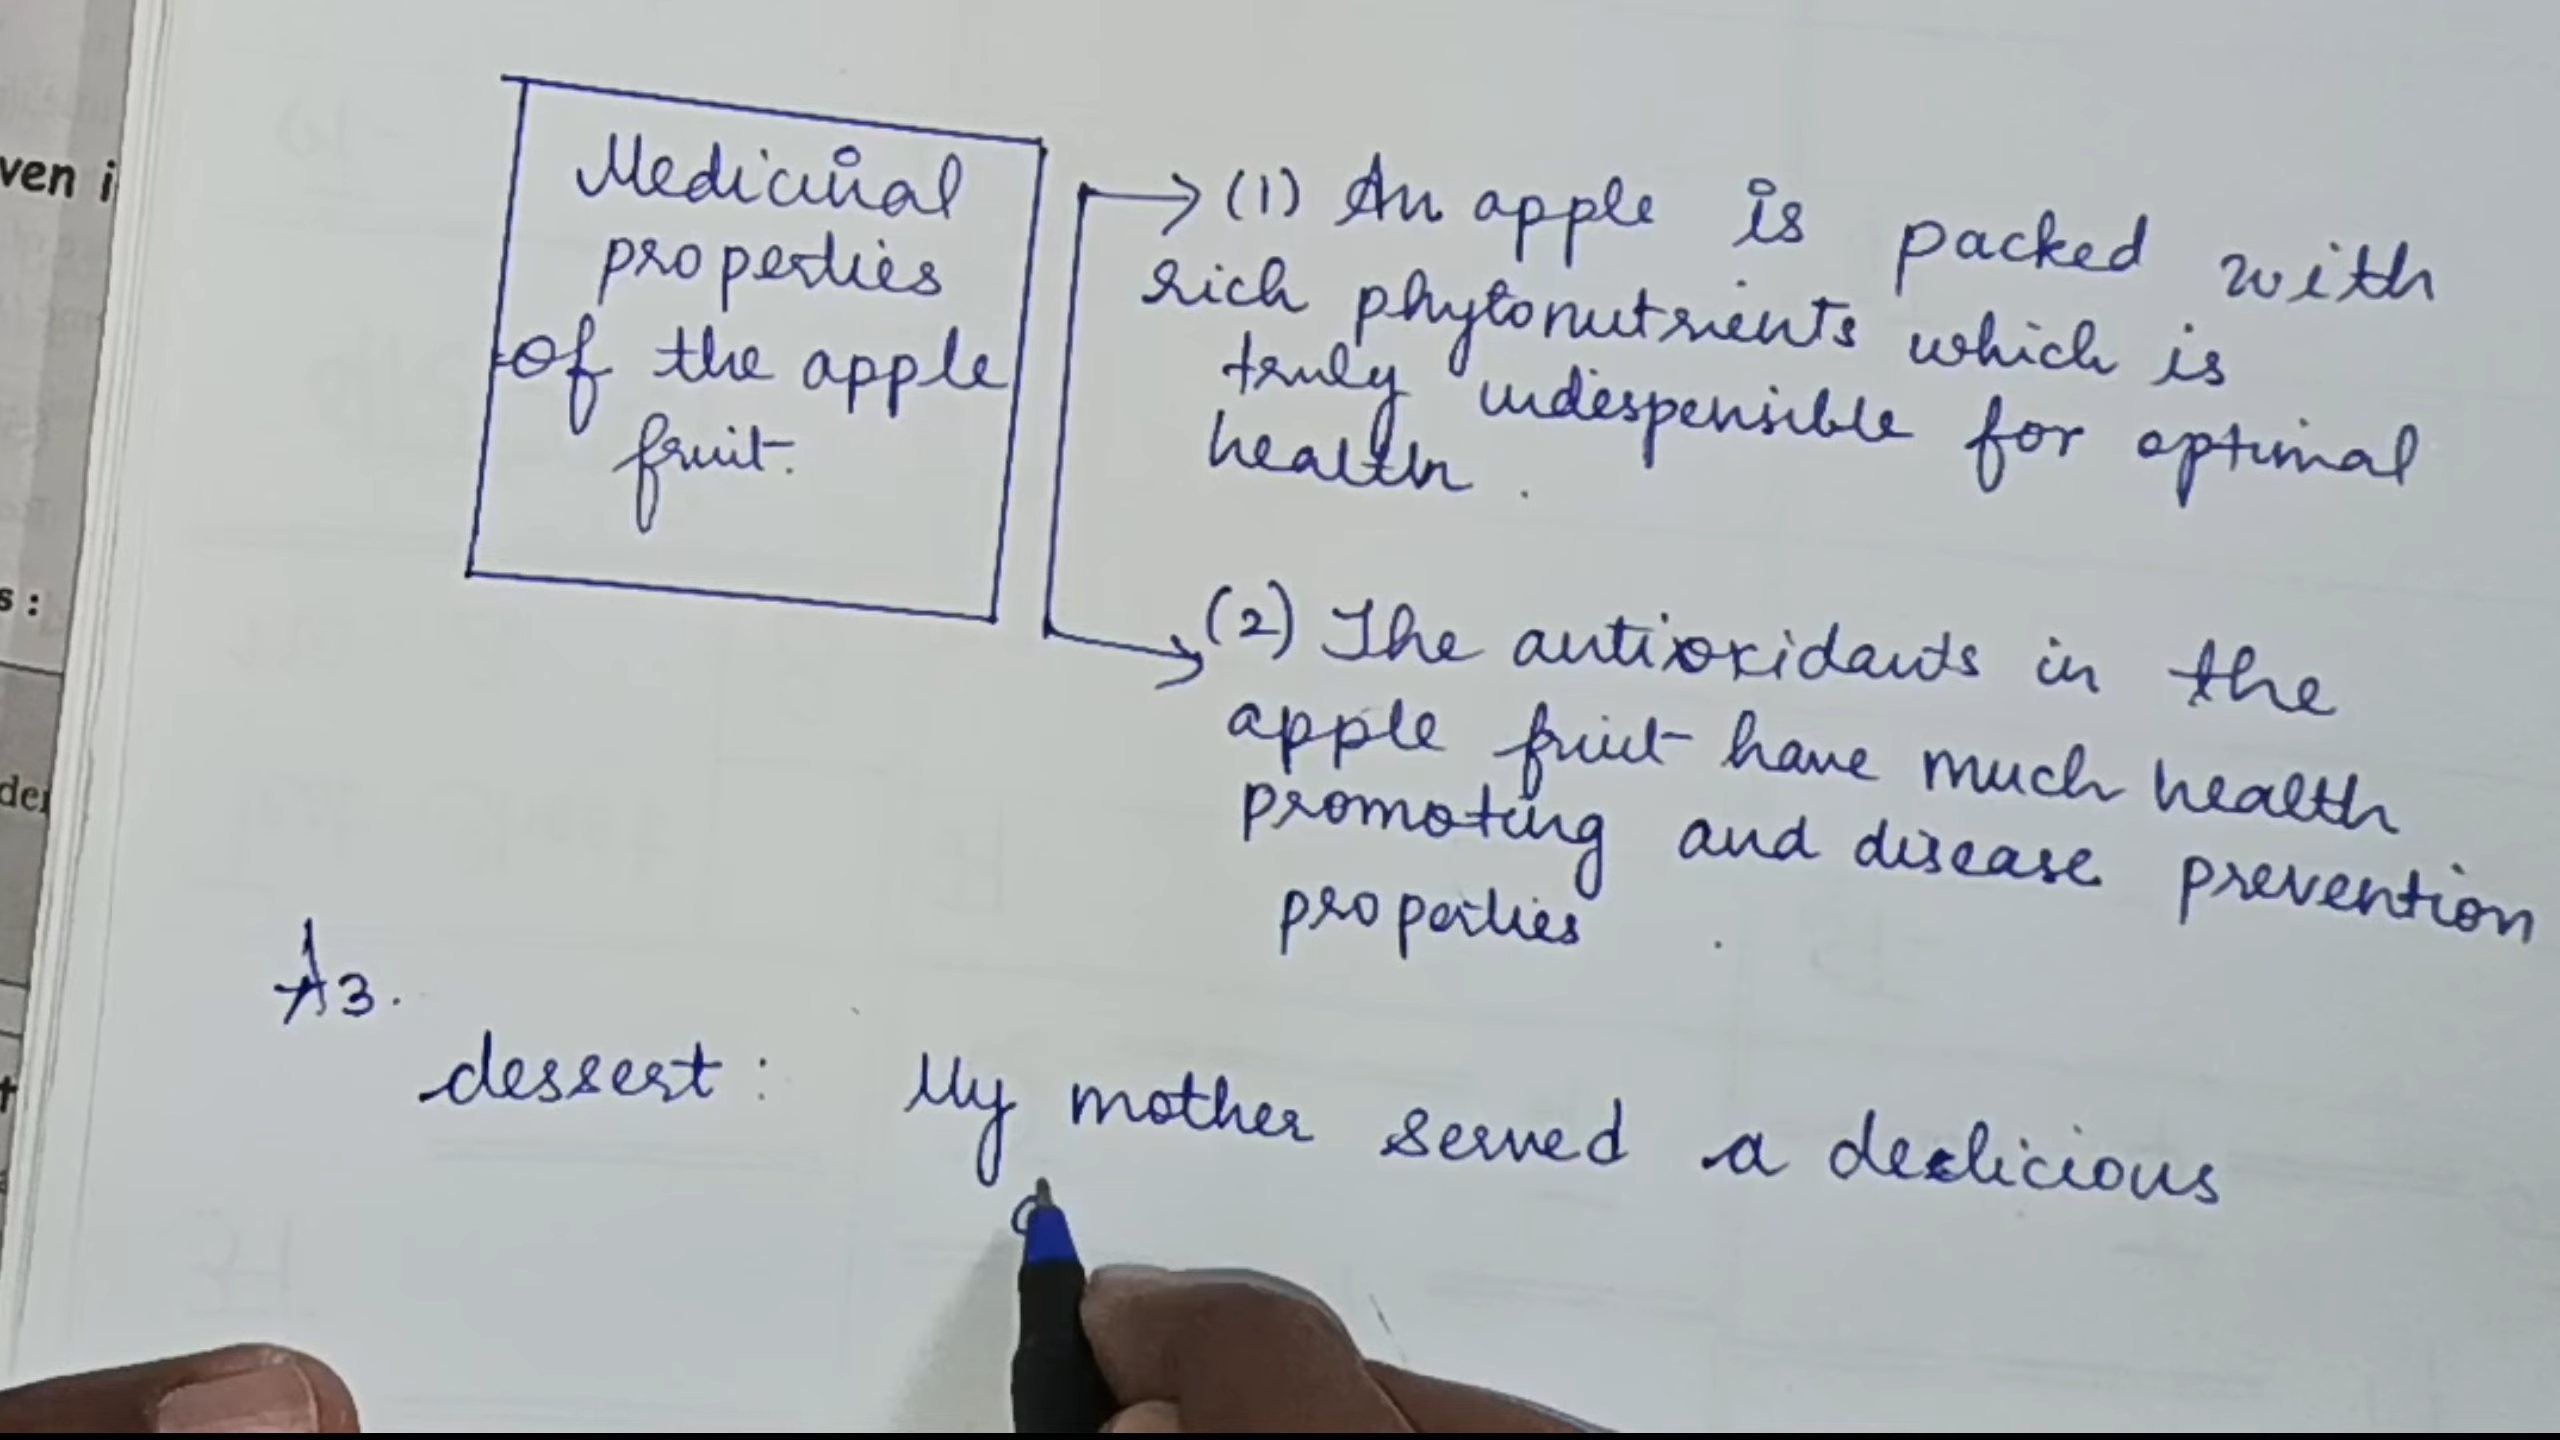 ven i
s :
der
Medicinal
properties
of the apple
fruit.
(1) An apple is packed with
rich phytonutrients which is
truly indespensible for optimal
health .
(2) The antioxidants in the
apple fruit have much health
promoting and disease prevention
properties .
A3.
dessert : My mother served a delicious